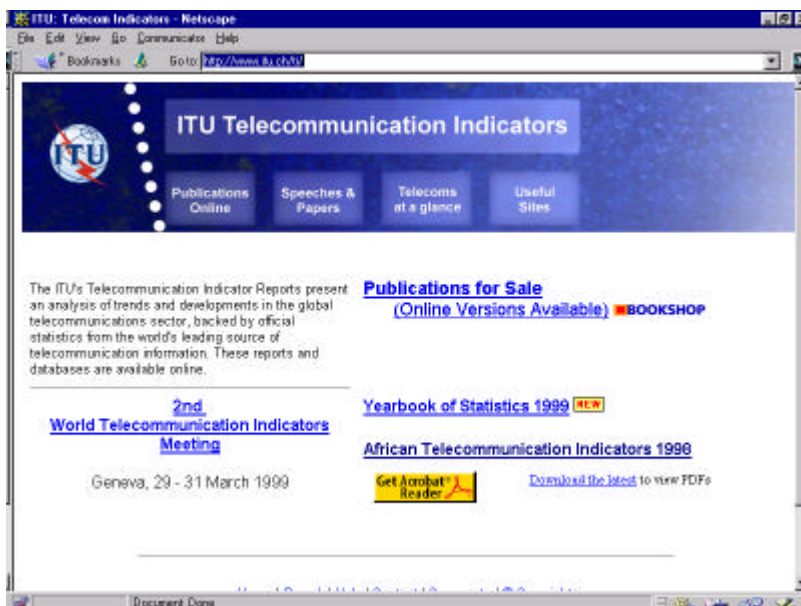 ITU: Telecom Indicators - Netscape
File Edit View Go Communicator Help
Bookmarks Go to: http://www.itu.ch/ti/
ITU
ITU Telecommunication Indicators
Publications Online
Speeches & Papers
Telecoms at a glance
Useful Sites
The ITU's Telecommunication Indicator Reports present
an analysis of trends and developments in the global
telecommunications sector, backed by official
statistics from the world's leading source of
telecommunication information. These reports and
databases are available online.
Publications for Sale
(Online Versions Available) BOOKSHOP
2nd
World Telecommunication Indicators
Meeting
Geneva, 29 - 31 March 1999
Yearbook of Statistics 1999 NEW
African Telecommunication Indicators 1998
Get Acrobat® Reader
Download the latest to view PDFs
Document Done